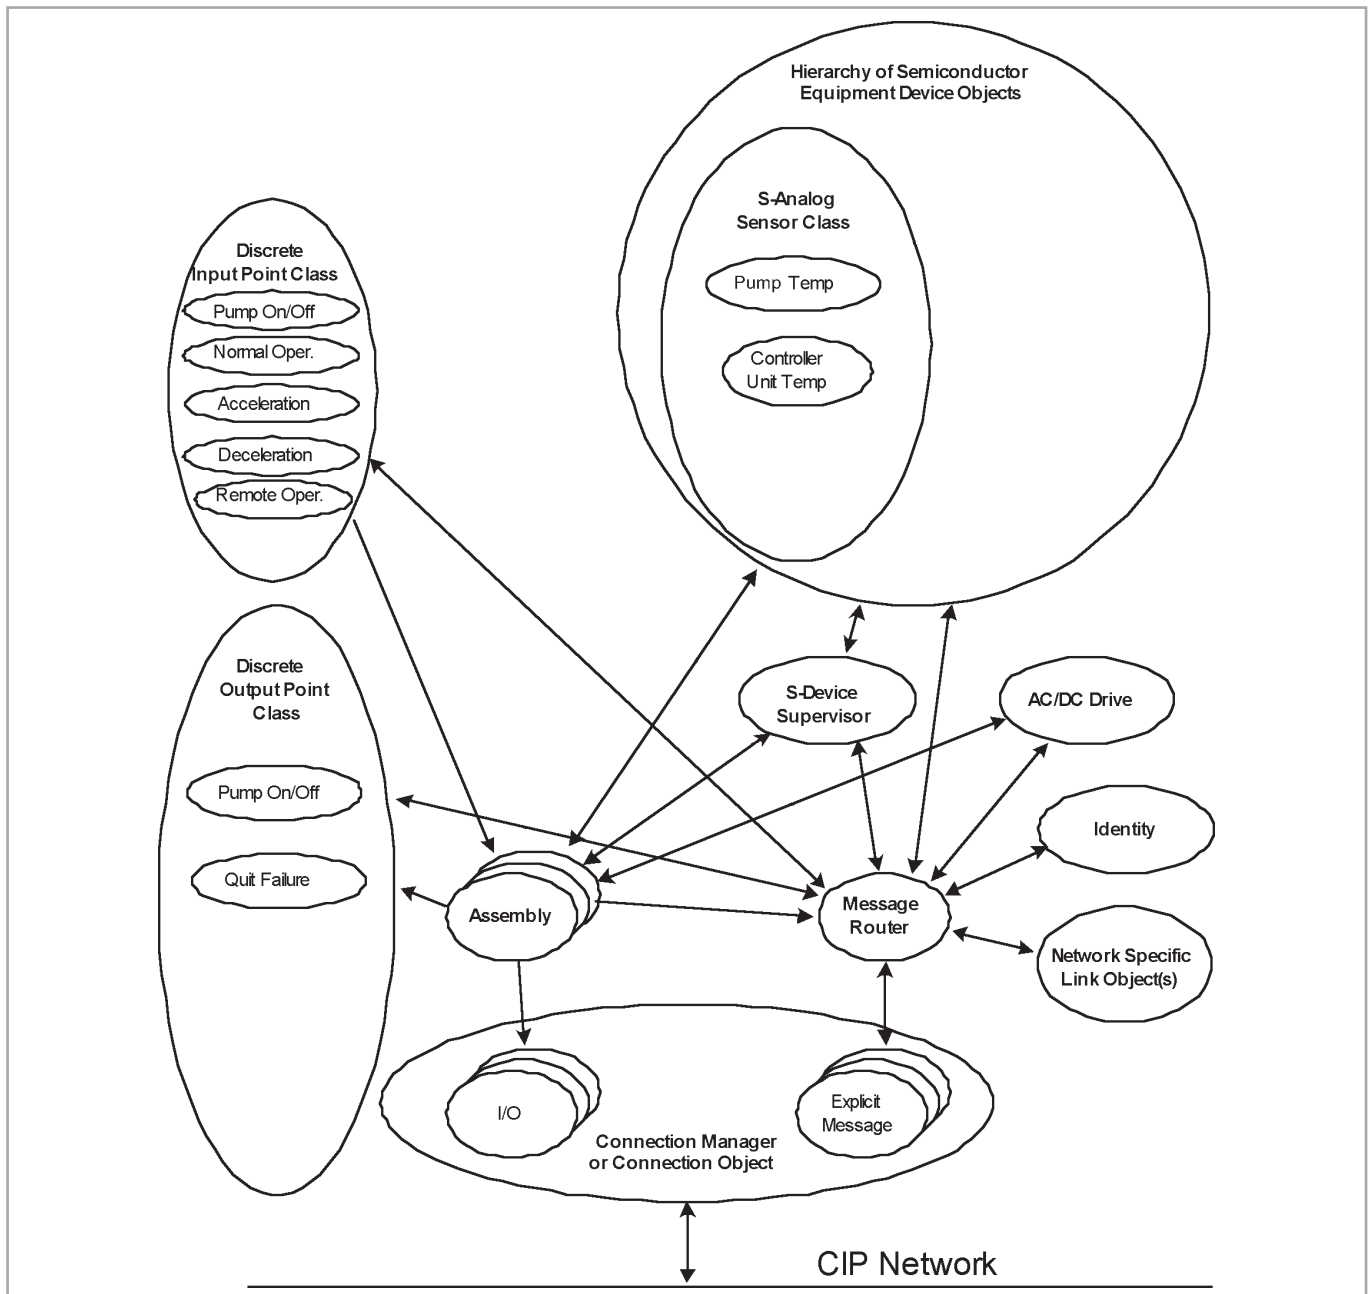 Hierarchy of Semiconductor
Equipment Device Objects
S-Analog
Sensor Class
Pump Temp
Controller
Unit Temp
Discrete
Input Point Class
Pump On/Off
Normal Oper.
Acceleration
Deceleration
Remote Oper.
Discrete
Output Point
Class
Pump On/Off
Quit Failure
S-Device
Supervisor
AC/DC Drive
Identity
Assembly
Message
Router
Network Specific
Link Object(s)
I/O
Explicit
Message
Connection Manager
or Connection Object
CIP Network